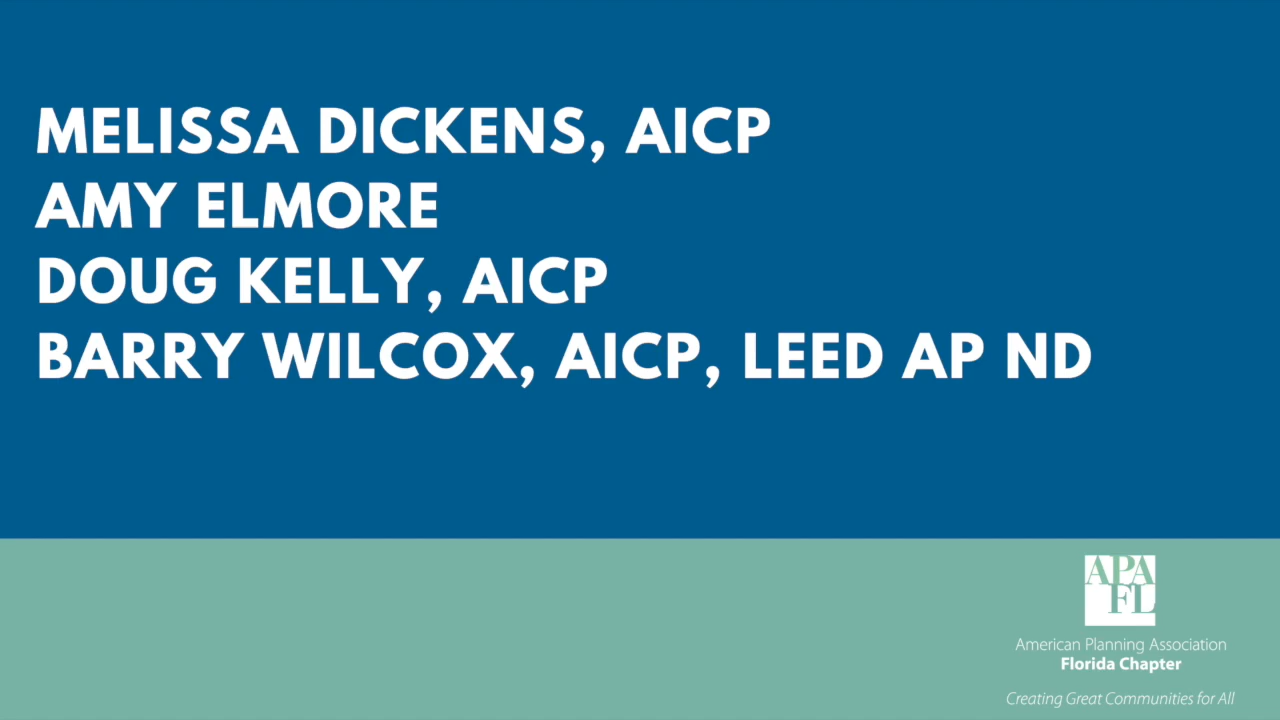 MELISSA DICKENS, AICP
AMY ELMORE
DOUG KELLY, AICP
BARRY WILCOX, AICP, LEED AP ND
APA
FL
American Planning Association
Florida Chapter
Creating Great Communities for All